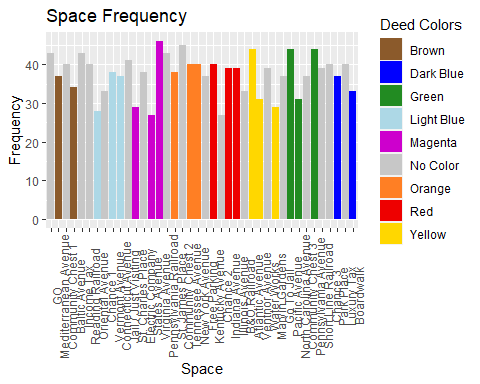 Space Frequency
Frequency
40
30
20
10
0
GO
Mediterranean Avenue
Community Chest 1
Baltic Avenue
Income Tax
Reading Railroad
Oriental Avenue
Chance 1
Vermont Avenue
Connecticut Avenue
Jail / Just Visiting
St. Charles Place
Electric Company
States Avenue
Virginia Avenue
Pennsylvania Railroad
St. James Place
Community Chest 2
Tennessee Avenue
New York Avenue
Free Parking
Kentucky Avenue
Chance 2
Indiana Avenue
Illinois Avenue
B&O Railroad
Atlantic Avenue
Ventnor Avenue
Water Works
Marvin Gardens
Go To Jail
Pacific Avenue
North Carolina Avenue
Community Chest 3
Pennsylvania Avenue
Short Line Railroad
Chance 3
Park Place
Luxury Tax
Boardwalk
Space
Deed Colors
Brown
Dark Blue
Green
Light Blue
Magenta
No Color
Orange
Red
Yellow